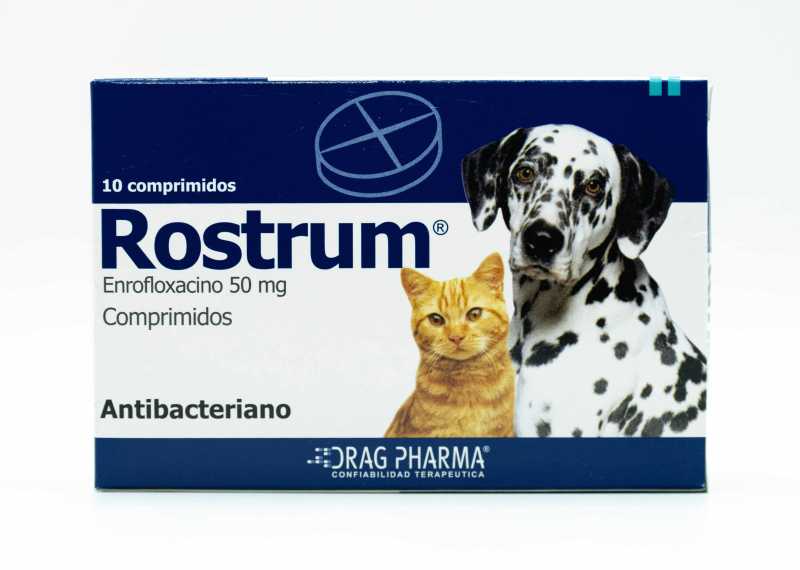 10 comprimidos
Rostrum®
Enrofloxacino 50 mg
Comprimidos
Antibacteriano
DRAG PHARMA®
CONFIABILIDAD TERAPEUTICA